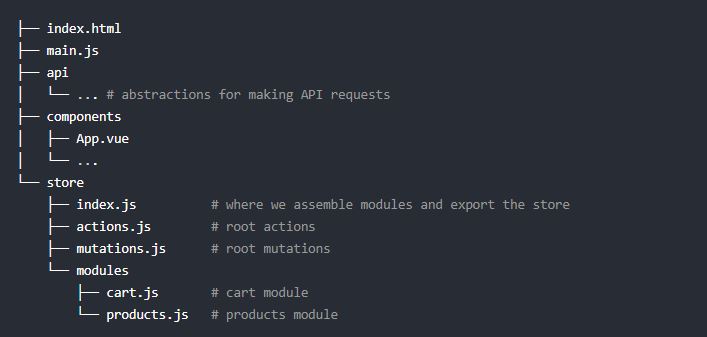 ├── index.html
├── main.js
├── api
│   └── ... # abstractions for making API requests
├── components
│   ├── App.vue
│   └── ...
└── store
    ├── index.js          # where we assemble modules and export the store
    ├── actions.js        # root actions
    ├── mutations.js      # root mutations
    └── modules
        ├── cart.js       # cart module
        └── products.js   # products module